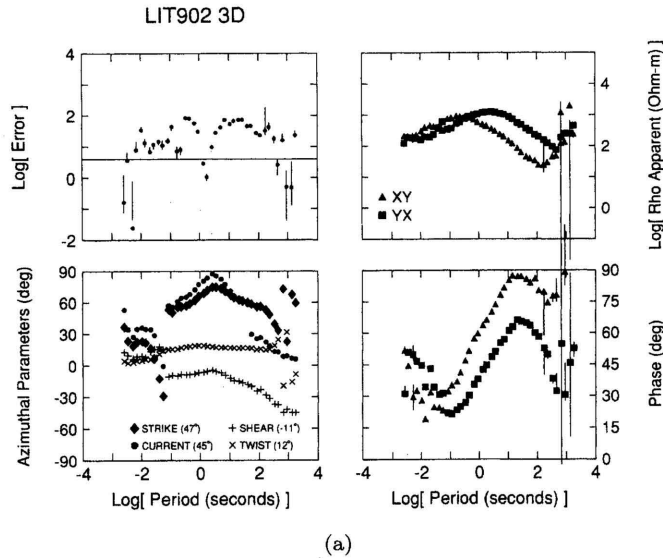 LIT902 3D
4
2
0
-2
Log[ Error ]
4
2
0
Log[ Rho Apparent (Ohm-m) ]
▲ XY
■ YX
90
60
30
0
-30
-60
-90
Azimuthal Parameters (deg)
◆ STRIKE (47°) + SHEAR (-11°)
● CURRENT (45°) × TWIST (12°)
-4 -2 0 2 4
Log[ Period (seconds) ]
90
75
60
45
30
15
0
Phase (deg)
-4 -2 0 2 4
Log[ Period (seconds) ]
(a)